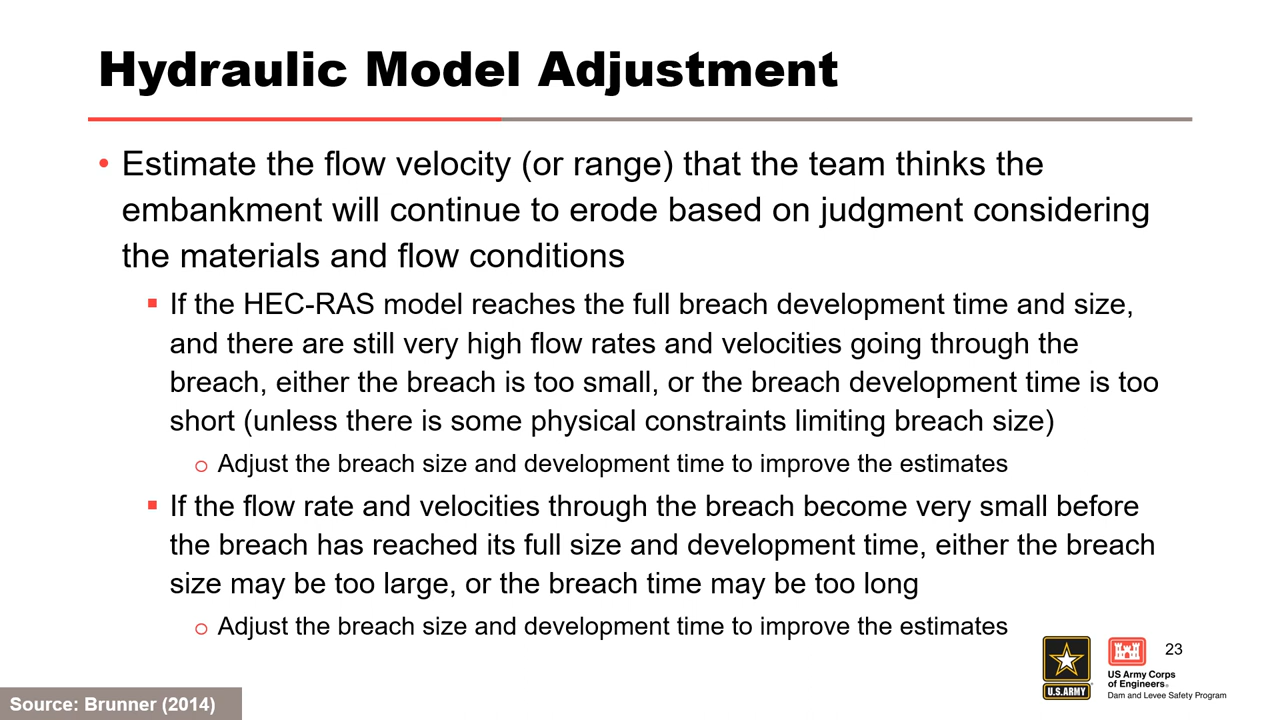 Hydraulic Model Adjustment
• Estimate the flow velocity (or range) that the team thinks the
embankment will continue to erode based on judgment considering
the materials and flow conditions
▪ If the HEC-RAS model reaches the full breach development time and size,
and there are still very high flow rates and velocities going through the
breach, either the breach is too small, or the breach development time is too
short (unless there is some physical constraints limiting breach size)
o Adjust the breach size and development time to improve the estimates
▪ If the flow rate and velocities through the breach become very small before
the breach has reached its full size and development time, either the breach
size may be too large, or the breach time may be too long
o Adjust the breach size and development time to improve the estimates
23
U.S. ARMY
US Army Corps
of Engineers®
Dam and Levee Safety Program
Source: Brunner (2014)